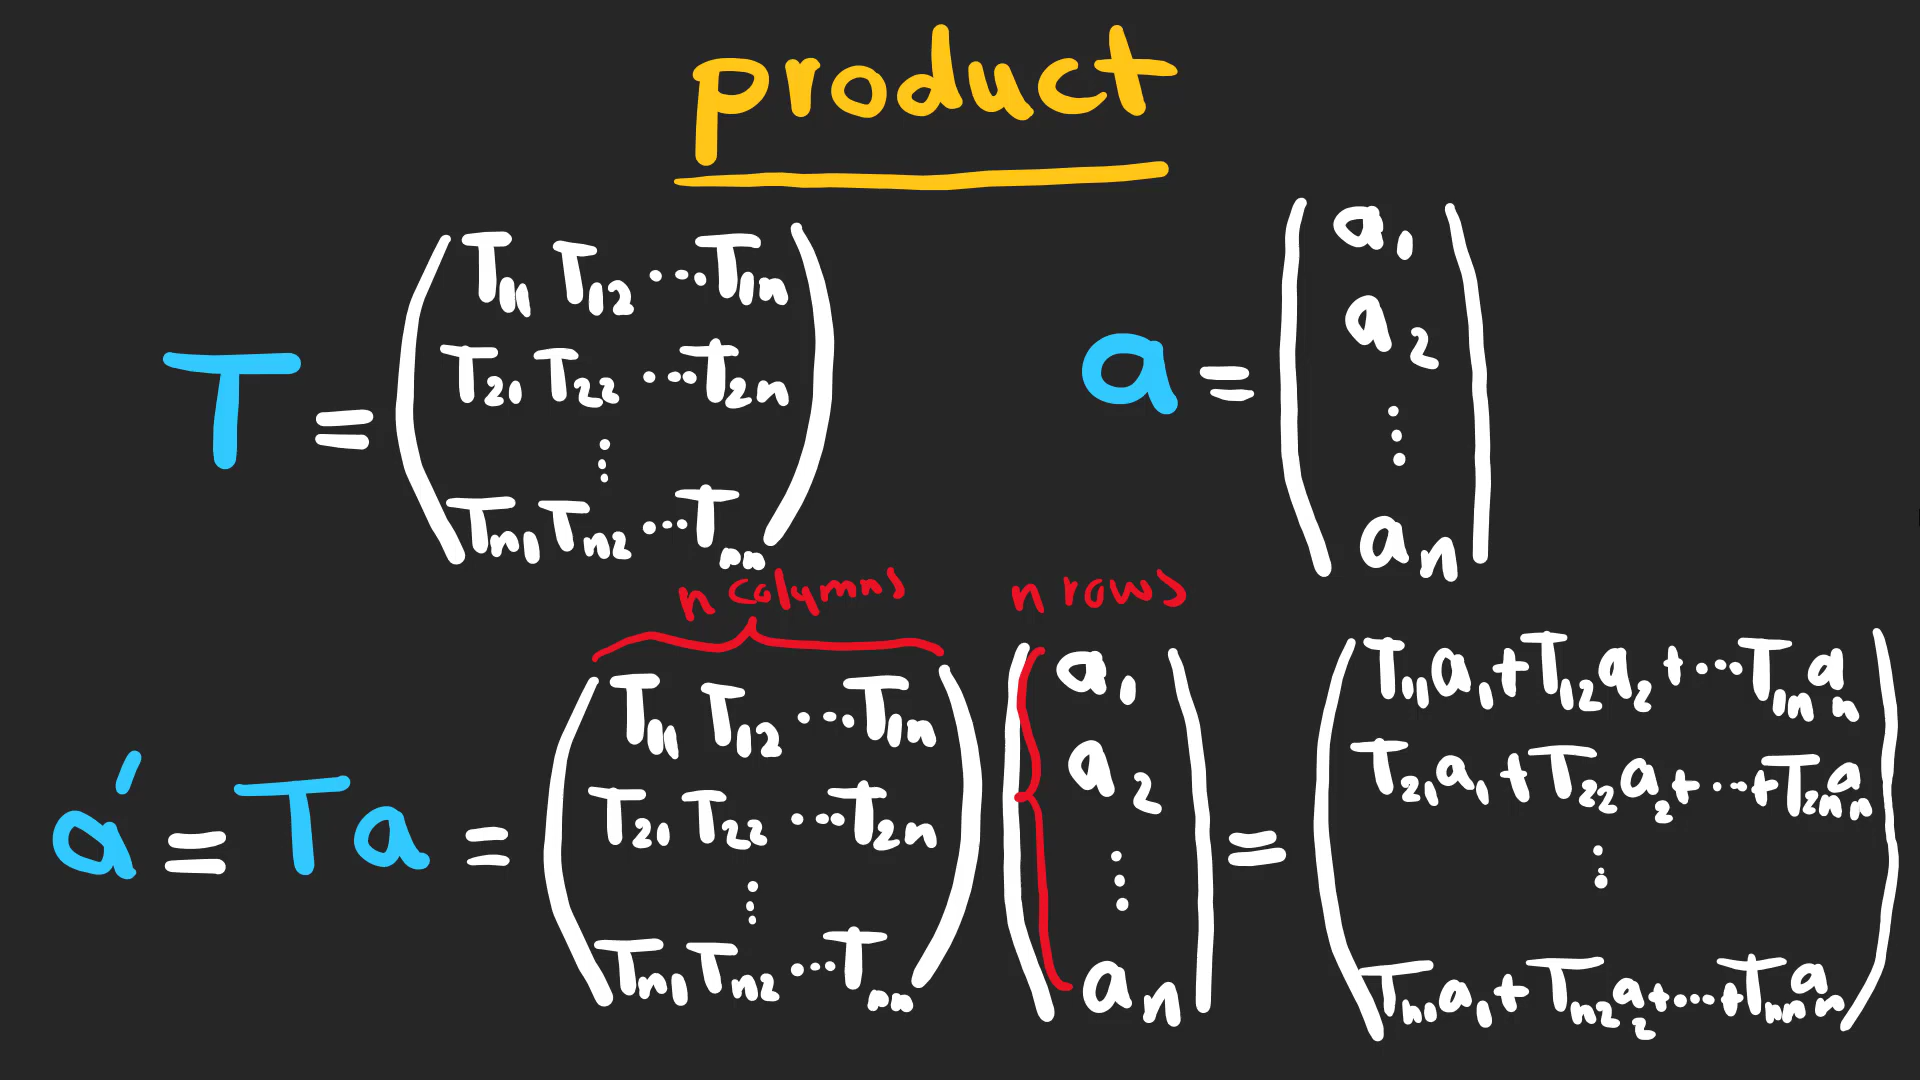 product
T = ( T11 T12 ... T1n
T21 T22 ... T2n
⋮
Tn1 Tn2 ... Tnn )
a = ( a1
a2
⋮
an )
n columns
n rows
a' = Ta = ( T11 T12 ... T1n
T21 T22 ... T2n
⋮
Tn1 Tn2 ... Tnn )
( a1
a2
⋮
an )
= ( T11a1+T12a2+...T1nan
T21a1+T22a2+...+T2nan
⋮
Tn1a1+Tn2a2+...+Tnnan )